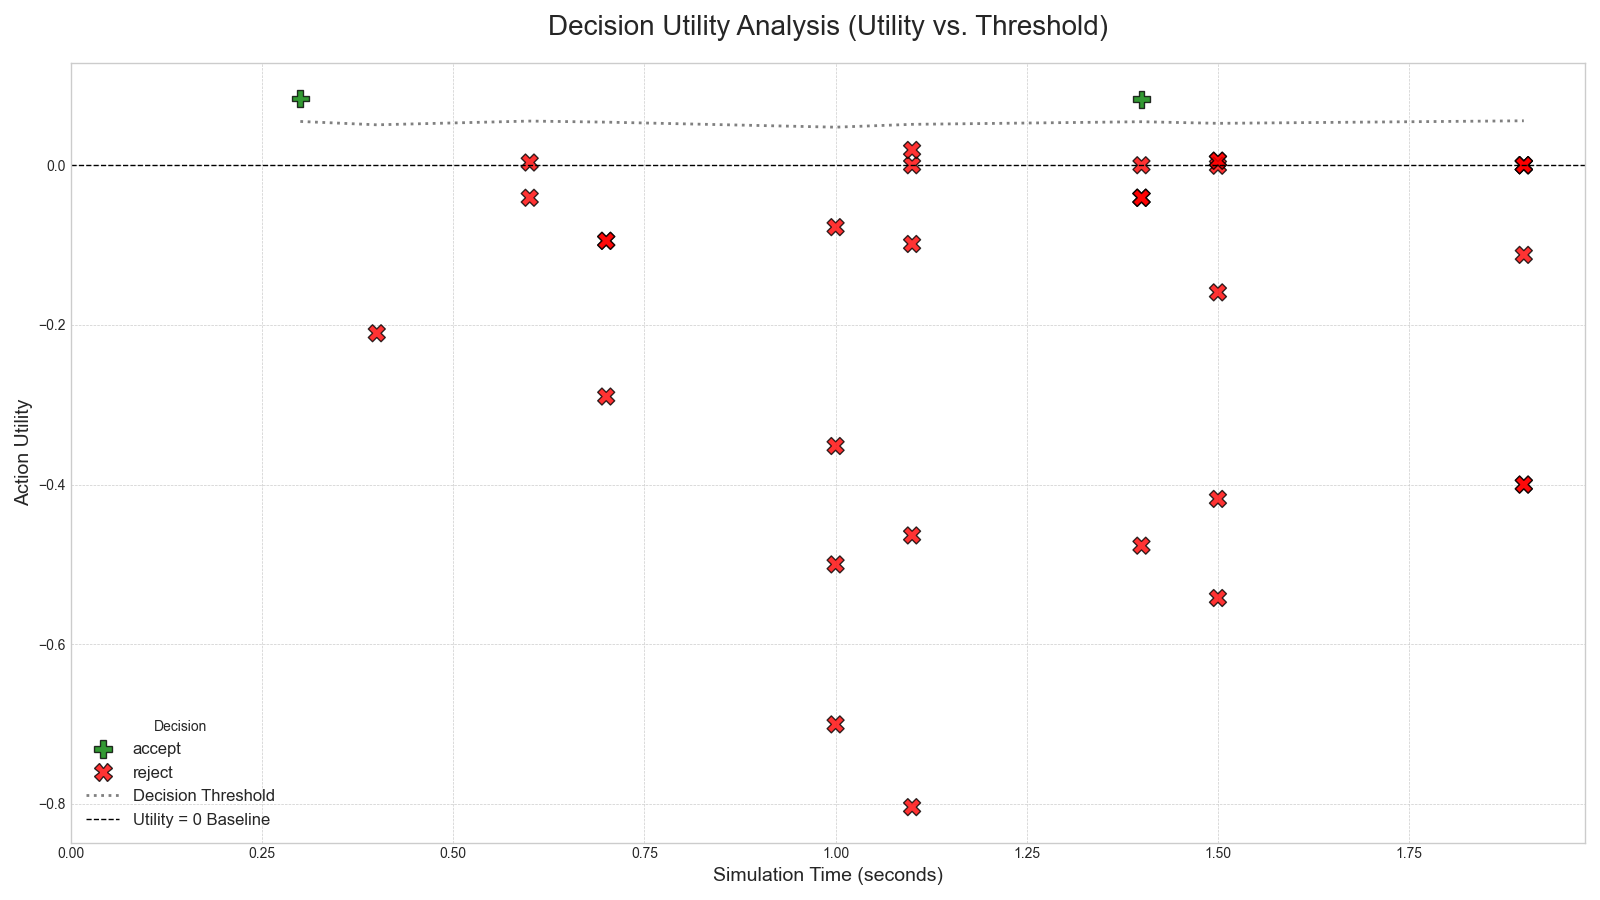 Decision Utility Analysis (Utility vs. Threshold)
Action Utility
0.0
−0.2
−0.4
−0.6
−0.8
Decision
accept
reject
Decision Threshold
Utility = 0 Baseline
0.00 0.25 0.50 0.75 1.00 1.25 1.50 1.75
Simulation Time (seconds)